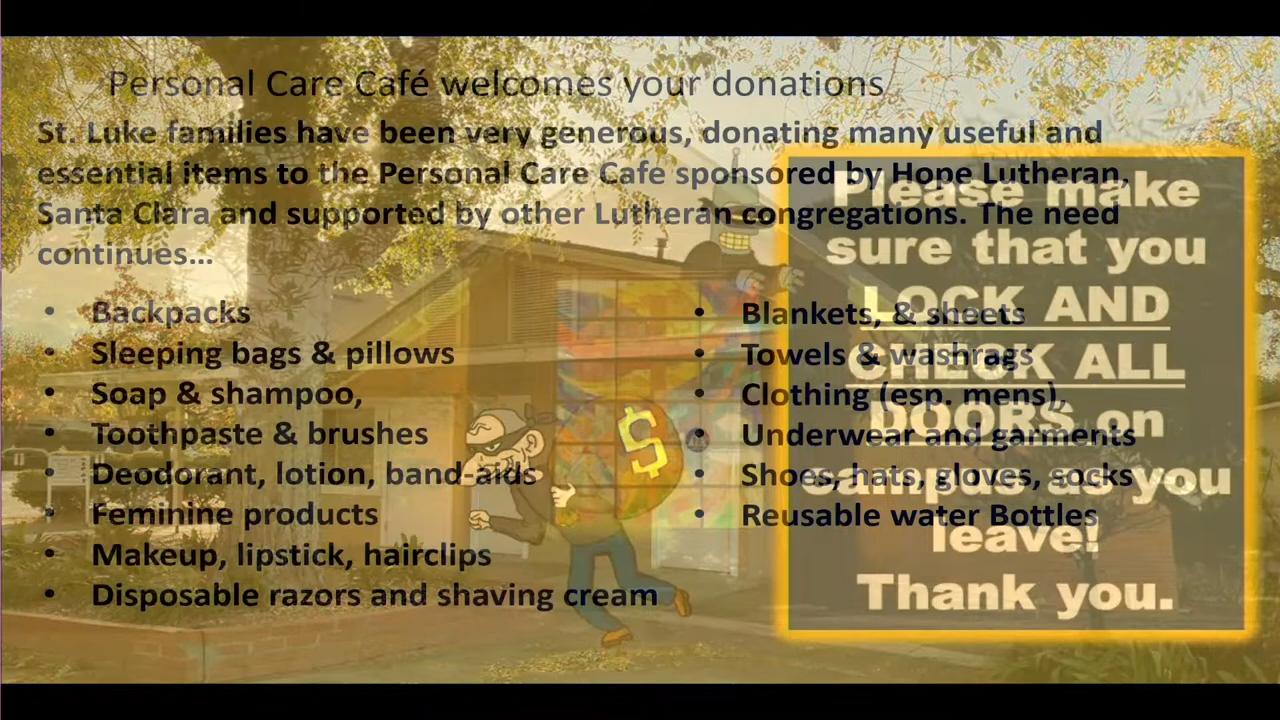 Personal Care Café welcomes your donations
St. Luke families have been very generous, donating many useful and
essential items to the Personal Care Cafe sponsored by Hope Lutheran,
Santa Clara and supported by other Lutheran congregations. The need
continues…
• Backpacks
• Sleeping bags & pillows
• Soap & shampoo,
• Toothpaste & brushes
• Deodorant, lotion, band-aids
• Feminine products
• Makeup, lipstick, hairclips
• Disposable razors and shaving cream
• Blankets, & sheets
• Towels & washrags
• Clothing (esp. mens),
• Underwear and garments
• Shoes, hats, gloves, socks
• Reusable water Bottles
$
Please make
sure that you
LOCK AND
CHECK ALL
DOORS on
campus as you
leave!
Thank you.